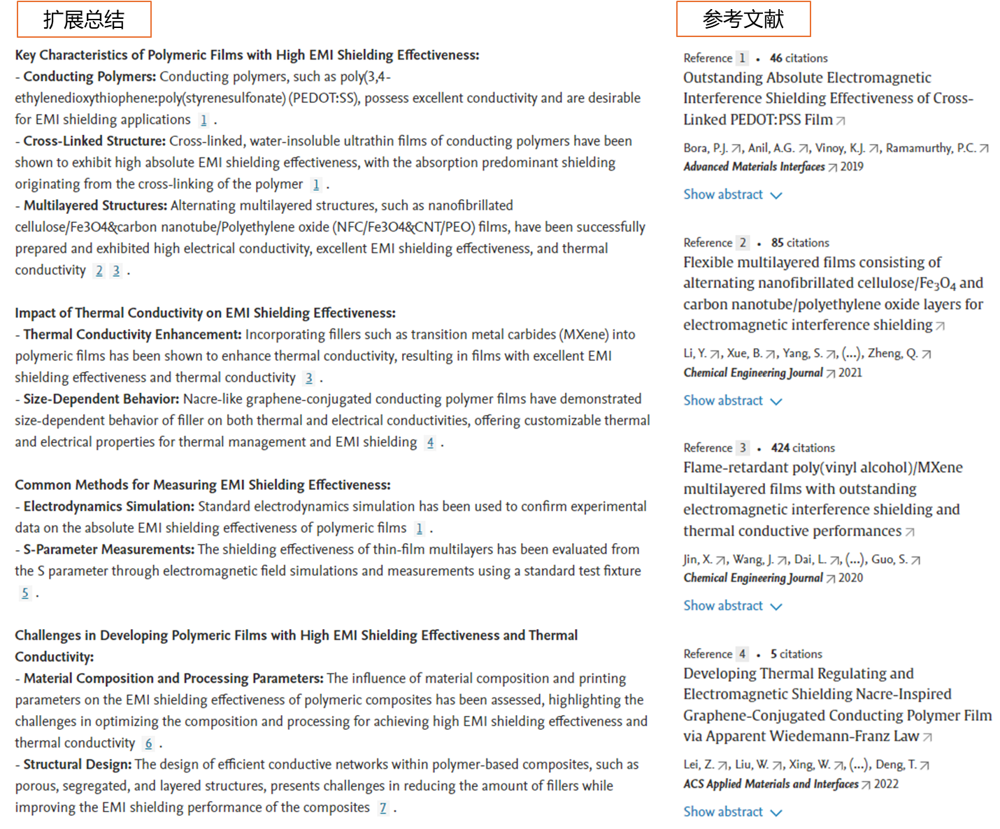 扩展总结
Key Characteristics of Polymeric Films with High EMI Shielding Effectiveness:
- Conducting Polymers: Conducting polymers, such as poly(3,4-
ethylenedioxythiophene:poly(styrenesulfonate) (PEDOT:SS), possess excellent conductivity and are desirable
for EMI shielding applications 1 .
- Cross-Linked Structure: Cross-linked, water-insoluble ultrathin films of conducting polymers have been
shown to exhibit high absolute EMI shielding effectiveness, with the absorption predominant shielding
originating from the cross-linking of the polymer 1 .
- Multilayered Structures: Alternating multilayered structures, such as nanofibrillated
cellulose/Fe3O4&carbon nanotube/Polyethylene oxide (NFC/Fe3O4&CNT/PEO) films, have been successfully
prepared and exhibited high electrical conductivity, excellent EMI shielding effectiveness, and thermal
conductivity 2 3 .
Impact of Thermal Conductivity on EMI Shielding Effectiveness:
- Thermal Conductivity Enhancement: Incorporating fillers such as transition metal carbides (MXene) into
polymeric films has been shown to enhance thermal conductivity, resulting in films with excellent EMI
shielding effectiveness and thermal conductivity 3 .
- Size-Dependent Behavior: Nacre-like graphene-conjugated conducting polymer films have demonstrated
size-dependent behavior of filler on both thermal and electrical conductivities, offering customizable thermal
and electrical properties for thermal management and EMI shielding 4 .
Common Methods for Measuring EMI Shielding Effectiveness:
- Electrodynamics Simulation: Standard electrodynamics simulation has been used to confirm experimental
data on the absolute EMI shielding effectiveness of polymeric films 1 .
- S-Parameter Measurements: The shielding effectiveness of thin-film multilayers has been evaluated from
the S parameter through electromagnetic field simulations and measurements using a standard test fixture
5 .
Challenges in Developing Polymeric Films with High EMI Shielding Effectiveness and Thermal
Conductivity:
- Material Composition and Processing Parameters: The influence of material composition and printing
parameters on the EMI shielding effectiveness of polymeric composites has been assessed, highlighting the
challenges in optimizing the composition and processing for achieving high EMI shielding effectiveness and
thermal conductivity 6 .
- Structural Design: The design of efficient conductive networks within polymer-based composites, such as
porous, segregated, and layered structures, presents challenges in reducing the amount of fillers while
improving the EMI shielding performance of the composites 7 .
参考文献
Reference 1 • 46 citations
Outstanding Absolute Electromagnetic
Interference Shielding Effectiveness of Cross-
Linked PEDOT:PSS Film
Bora, P.J. , Anil, A.G. , Vinoy, K.J. , Ramamurthy, P.C.
Advanced Materials Interfaces 2019
Show abstract
Reference 2 • 85 citations
Flexible multilayered films consisting of
alternating nanofibrillated cellulose/Fe₃O₄ and
carbon nanotube/polyethylene oxide layers for
electromagnetic interference shielding
Li, Y. , Xue, B. , Yang, S. , (...), Zheng, Q.
Chemical Engineering Journal 2021
Show abstract
Reference 3 • 424 citations
Flame-retardant poly(vinyl alcohol)/MXene
multilayered films with outstanding
electromagnetic interference shielding and
thermal conductive performances
Jin, X. , Wang, J. , Dai, L. , (...), Guo, S.
Chemical Engineering Journal 2020
Show abstract
Reference 4 • 5 citations
Developing Thermal Regulating and
Electromagnetic Shielding Nacre-Inspired
Graphene-Conjugated Conducting Polymer Film
via Apparent Wiedemann-Franz Law
Lei, Z. , Liu, W. , Xing, W. , (...), Deng, T.
ACS Applied Materials and Interfaces 2022
Show abstract